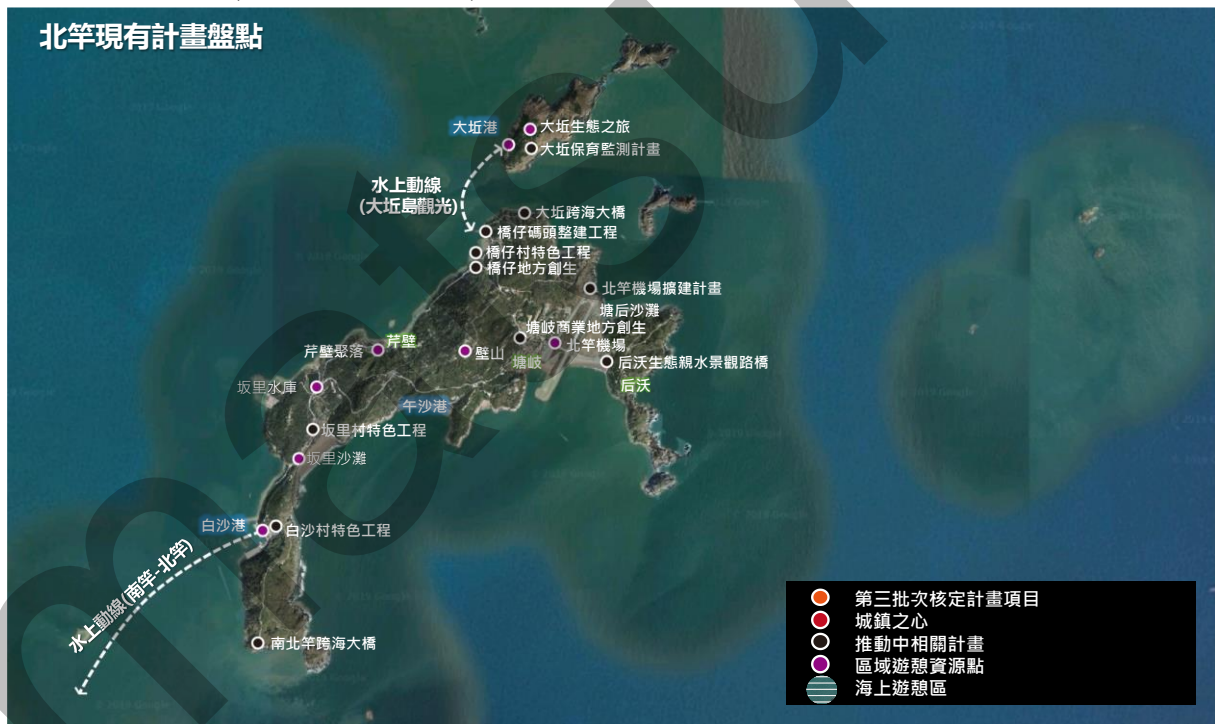 北竿現有計畫盤點
大坵港
大坵生態之旅
大坵保育監測計畫
水上動線
(大坵島觀光)
大坵跨海大橋
橋仔碼頭整建工程
橋仔村特色工程
橋仔地方創生
北竿機場擴建計畫
塘后沙灘
塘岐商業地方創生
北竿機場
芹壁
芹壁聚落
壁山
塘岐
后沃生態親水景觀路橋
后沃
坂里水庫
午沙港
坂里村特色工程
坂里沙灘
白沙港
白沙村特色工程
水上動線(南竿-北竿)
南北竿跨海大橋
第三批次核定計畫項目
城鎮之心
推動中相關計畫
區域遊憩資源點
海上遊憩區